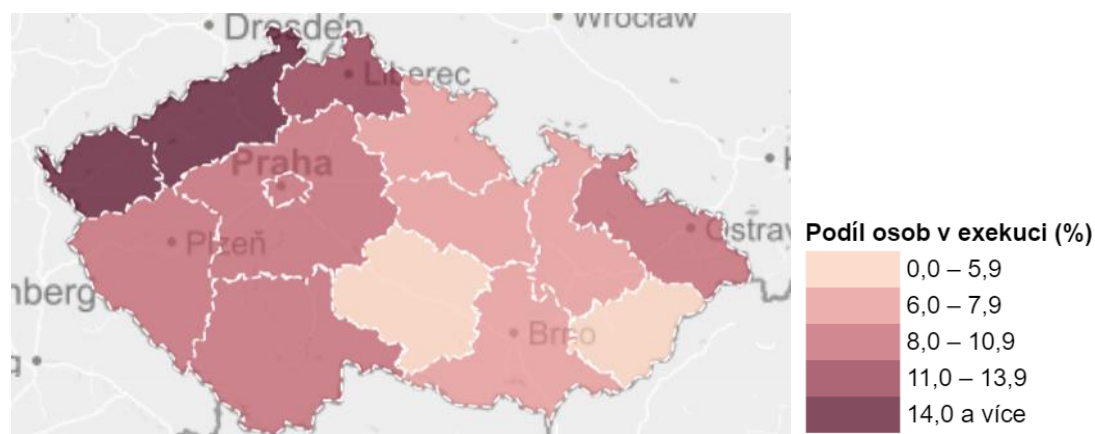 Dresden
Wrocław
Liberec
Praha
Plzeň
Ostrav
nberg
Brno
Podíl osob v exekuci (%)
0,0 – 5,9
6,0 – 7,9
8,0 – 10,9
11,0 – 13,9
14,0 a více